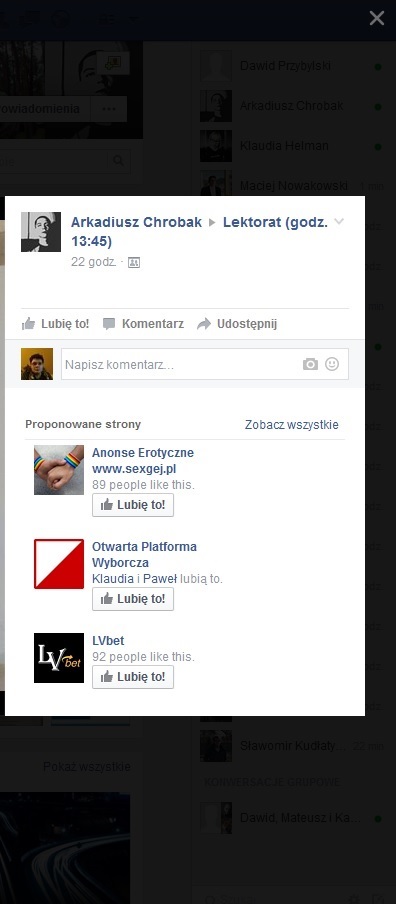 Dawid Przybylski
Arkadiusz Chrobak
Klaudia Helman
Maciej Nowakowski
owiadomienia
Arkadiusz Chrobak ▸ Lektorat (godz. 13:45)
22 godz. ·
Lubię to! Komentarz Udostępnij
Napisz komentarz...
Proponowane strony Zobacz wszystkie
Anonse Erotyczne
www.sexgej.pl
89 people like this.
Lubię to!
Otwarta Platforma
Wyborcza
Klaudia i Paweł lubią to.
Lubię to!
LV bet
LVbet
92 people like this.
Lubię to!
Sławomir Kudłaty... 22 min
Pokaż wszystkie
KONWERSACJE GRUPOWE
Dawid, Mateusz i Ka...